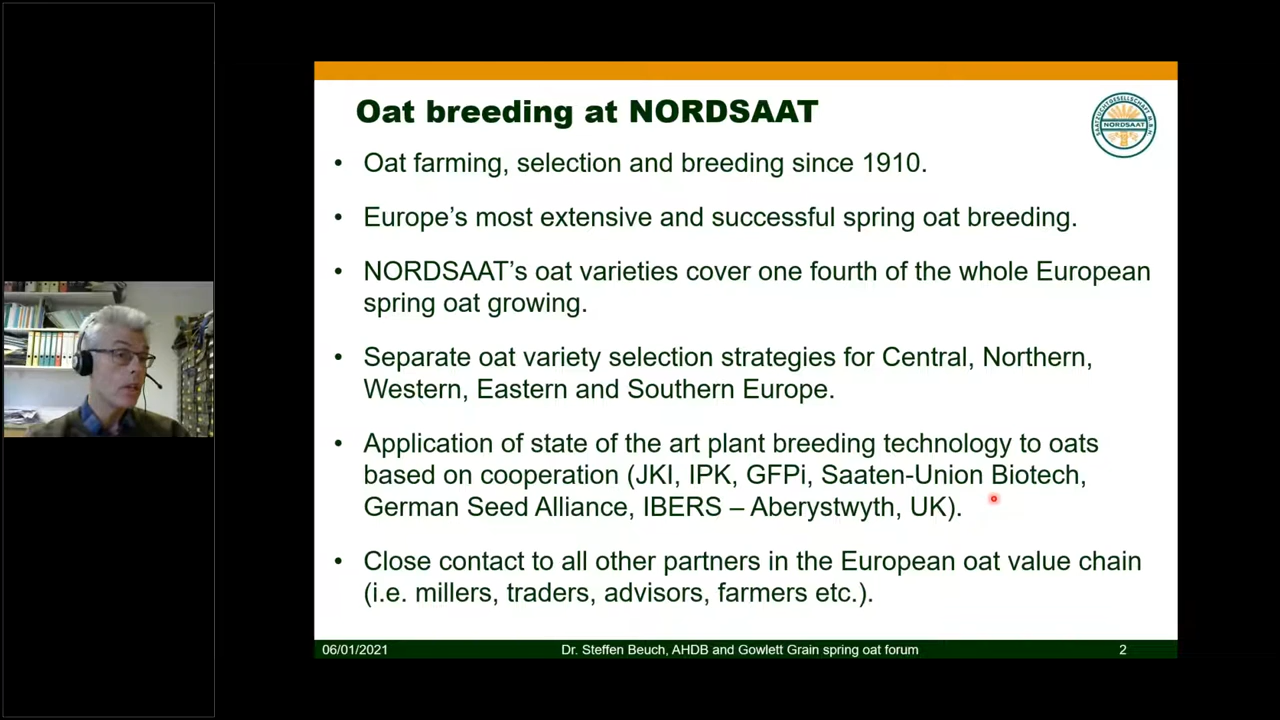 Oat breeding at NORDSAAT
SAATZUCHTGESELLSCHAFT M.B.H.
NORDSAAT
• Oat farming, selection and breeding since 1910.
• Europe’s most extensive and successful spring oat breeding.
• NORDSAAT’s oat varieties cover one fourth of the whole European
spring oat growing.
• Separate oat variety selection strategies for Central, Northern,
Western, Eastern and Southern Europe.
• Application of state of the art plant breeding technology to oats
based on cooperation (JKI, IPK, GFPi, Saaten-Union Biotech,
German Seed Alliance, IBERS – Aberystwyth, UK).
• Close contact to all other partners in the European oat value chain
(i.e. millers, traders, advisors, farmers etc.).
06/01/2021
Dr. Steffen Beuch, AHDB and Gowlett Grain spring oat forum
2